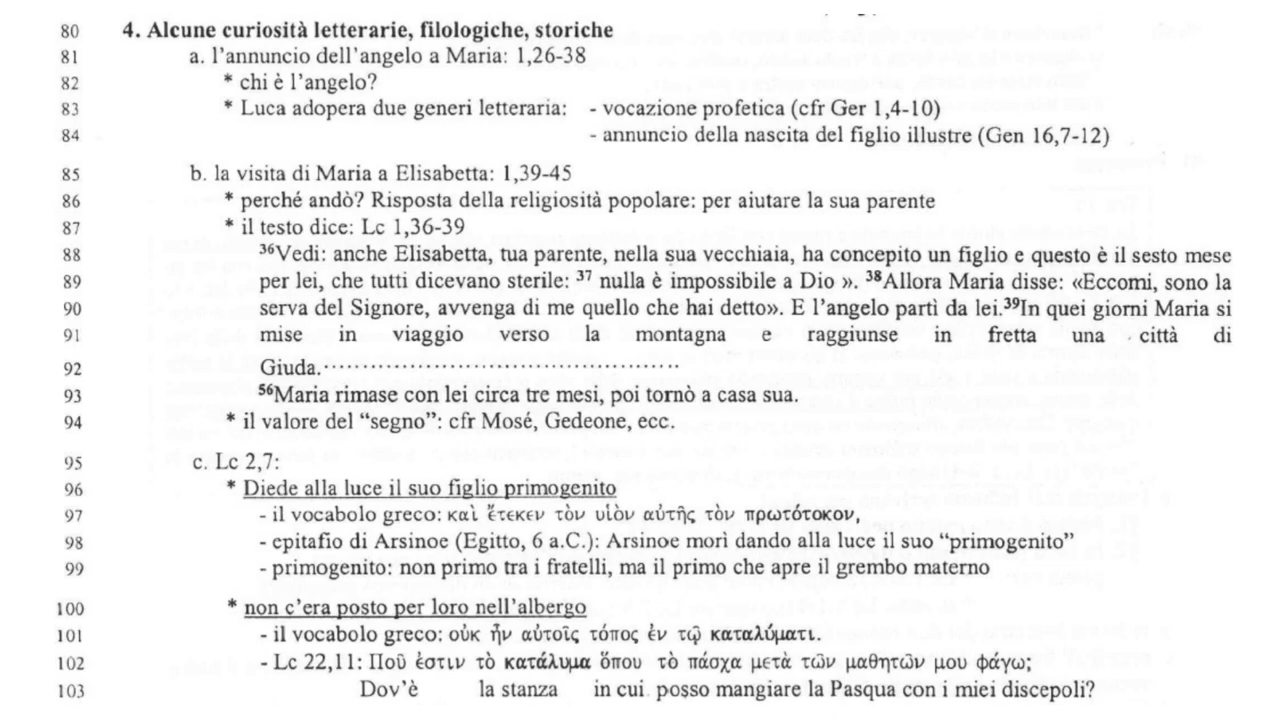 80 4. Alcune curiosità letterarie, filologiche, storiche
81 a. l’annuncio dell’angelo a Maria: 1,26-38
82 * chi è l’angelo?
83 * Luca adopera due generi letteraria: - vocazione profetica (cfr Ger 1,4-10)
84 - annuncio della nascita del figlio illustre (Gen 16,7-12)
85 b. la visita di Maria a Elisabetta: 1,39-45
86 * perché andò? Risposta della religiosità popolare: per aiutare la sua parente
87 * il testo dice: Lc 1,36-39
88 ³⁶Vedi: anche Elisabetta, tua parente, nella sua vecchiaia, ha concepito un figlio e questo è il sesto mese
89 per lei, che tutti dicevano sterile: ³⁷ nulla è impossibile a Dio ». ³⁸Allora Maria disse: «Eccomi, sono la
90 serva del Signore, avvenga di me quello che hai detto». E l’angelo partì da lei.³⁹In quei giorni Maria si
91 mise in viaggio verso la montagna e raggiunse in fretta una città di
92 Giuda.........................................
93 ⁵⁶Maria rimase con lei circa tre mesi, poi tornò a casa sua.
94 * il valore del “segno”: cfr Mosé, Gedeone, ecc.
95 c. Lc 2,7:
96 * Diede alla luce il suo figlio primogenito
97 - il vocabolo greco: καὶ ἔτεκεν τὸν υἱὸν αὐτῆς τὸν πρωτότοκον,
98 - epitafio di Arsinoe (Egitto, 6 a.C.): Arsinoe morì dando alla luce il suo “primogenito”
99 - primogenito: non primo tra i fratelli, ma il primo che apre il grembo materno
100 * non c’era posto per loro nell’albergo
101 - il vocabolo greco: οὐκ ἦν αὐτοῖς τόπος ἐν τῷ καταλύματι.
102 - Lc 22,11: Ποῦ ἐστιν τὸ κατάλυμα ὅπου τὸ πάσχα μετὰ τῶν μαθητῶν μου φάγω;
103 Dov’è la stanza in cui posso mangiare la Pasqua con i miei discepoli?